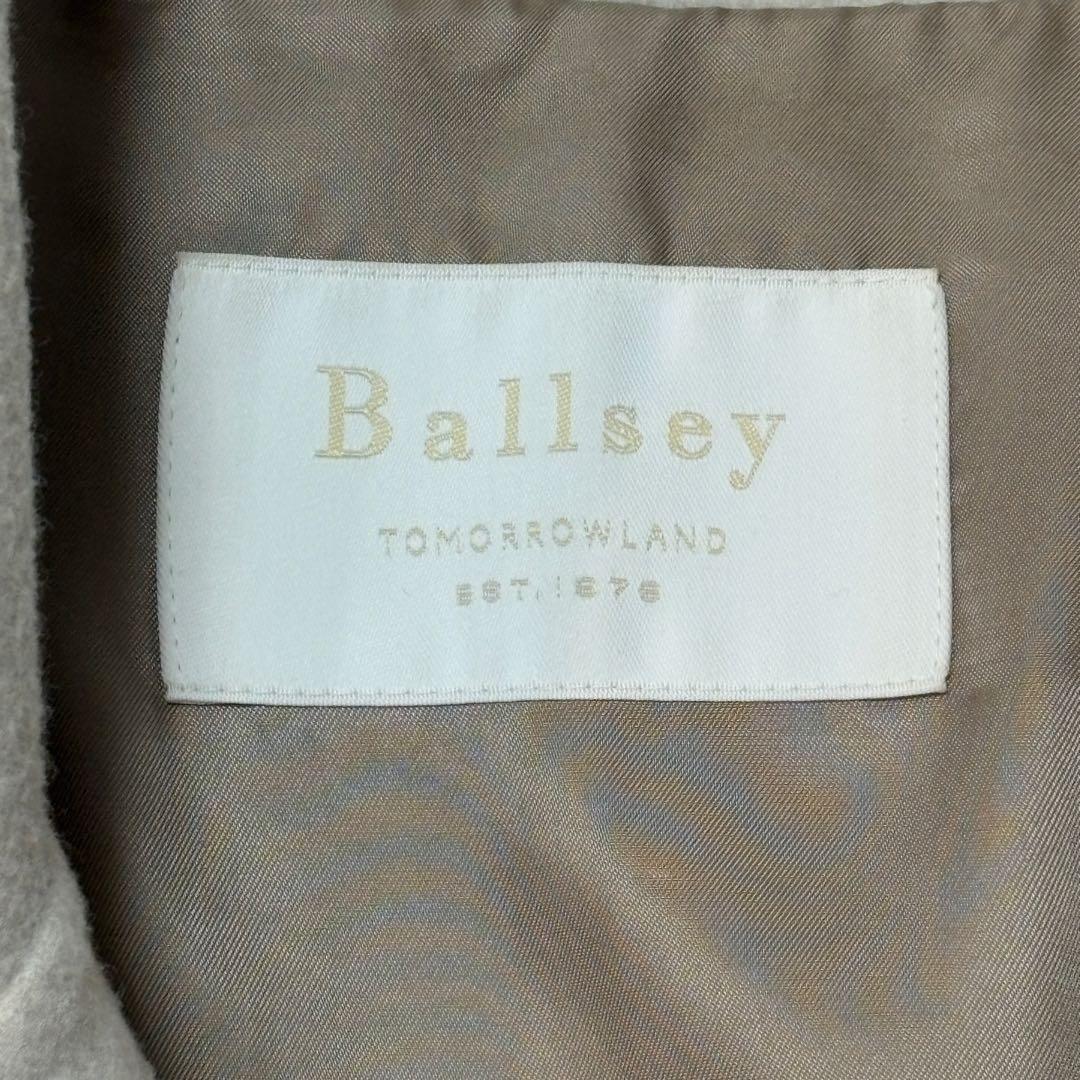 Ballsey
TOMORROWLAND
EST. 1978